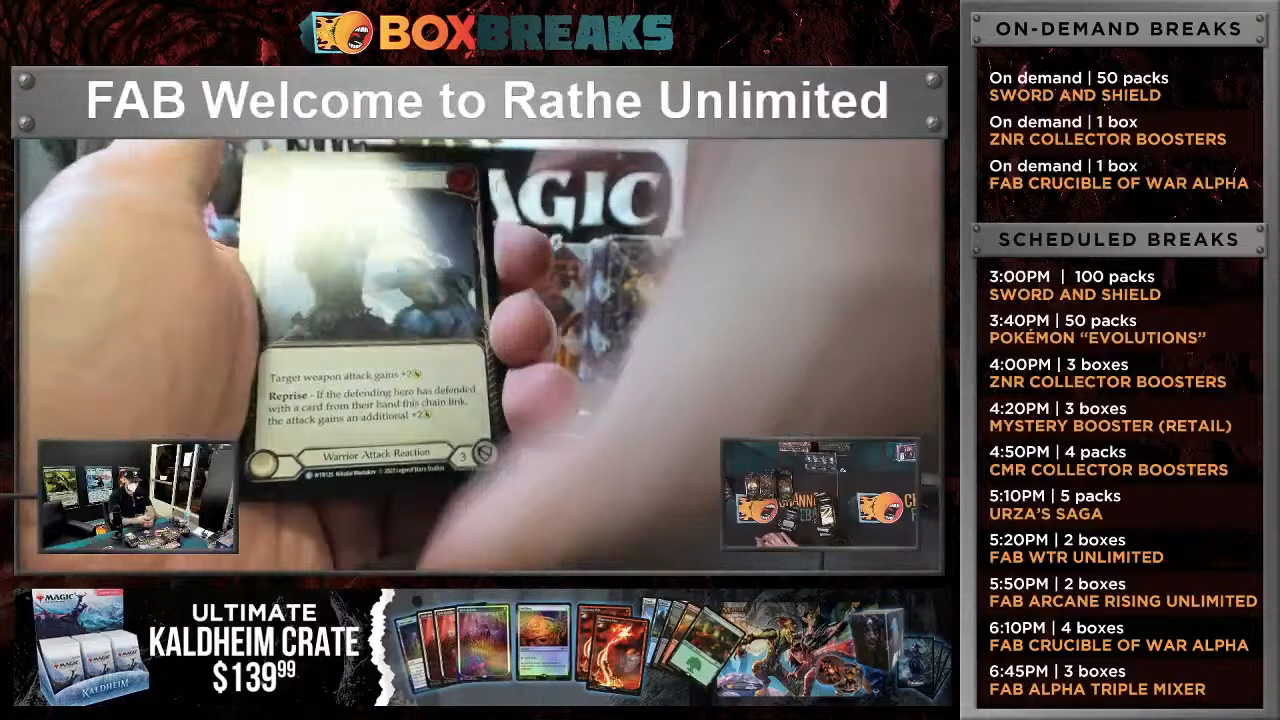 BOXBREAKS
FAB Welcome to Rathe Unlimited
AGIC
Target weapon attack gains +2
Reprise - If the defending hero has defended
with a card from their hand this chain link,
the attack gains an additional +2
Warrior Attack Reaction
3
ULTIMATE
KALDHEIM CRATE
$139.99
MAGIC
KALDHEIM
ON-DEMAND BREAKS
On demand | 50 packs
SWORD AND SHIELD
On demand | 1 box
ZNR COLLECTOR BOOSTERS
On demand | 1 box
FAB CRUCIBLE OF WAR ALPHA
SCHEDULED BREAKS
3:00PM | 100 packs
SWORD AND SHIELD
3:40PM | 50 packs
POKÉMON “EVOLUTIONS”
4:00PM | 3 boxes
ZNR COLLECTOR BOOSTERS
4:20PM | 3 boxes
MYSTERY BOOSTER (RETAIL)
4:50PM | 4 packs
CMR COLLECTOR BOOSTERS
5:10PM | 5 packs
URZA’S SAGA
5:20PM | 2 boxes
FAB WTR UNLIMITED
5:50PM | 2 boxes
FAB ARCANE RISING UNLIMITED
6:10PM | 4 boxes
FAB CRUCIBLE OF WAR ALPHA
6:45PM | 3 boxes
FAB ALPHA TRIPLE MIXER